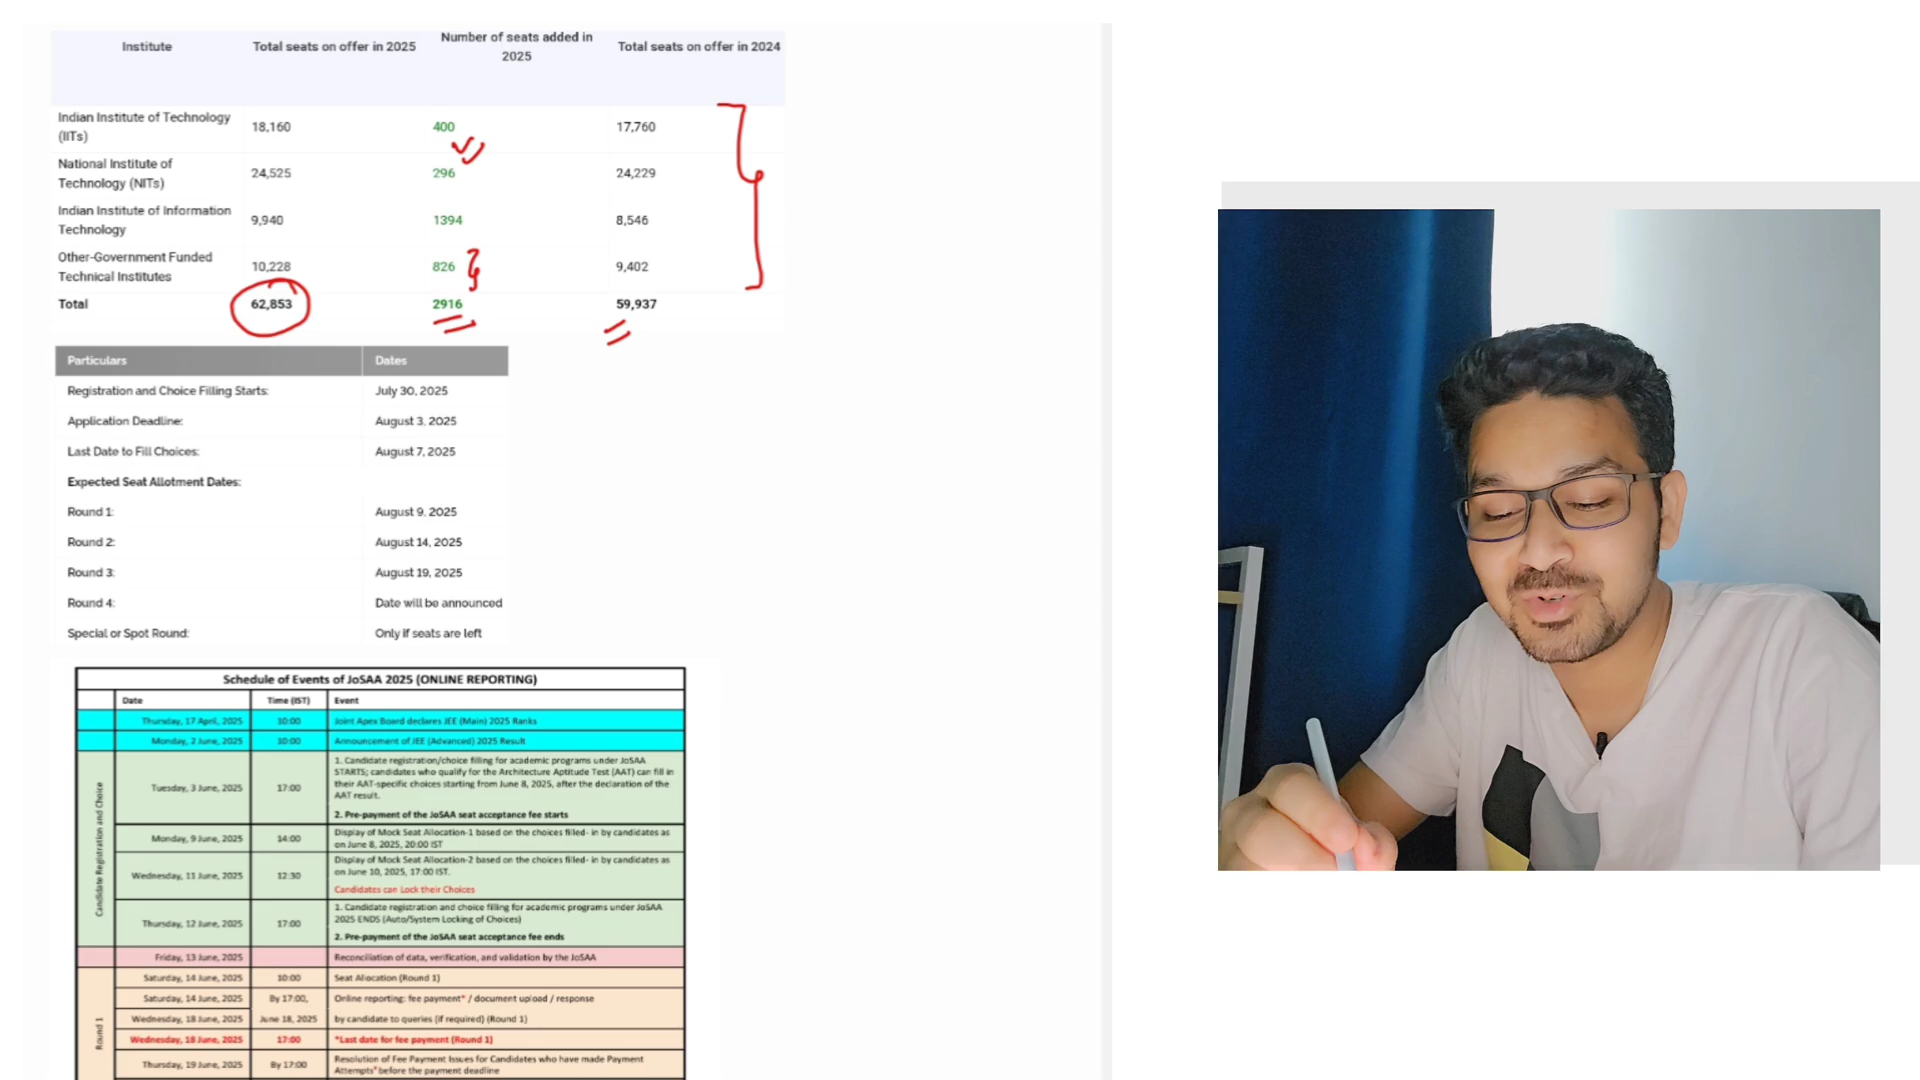 Institute Total seats on offer in 2025 Number of seats added in 2025 Total seats on offer in 2024
Indian Institute of Technology (IITs) 18,160 400 17,760
National Institute of Technology (NITs) 24,525 296 24,229
Indian Institute of Information Technology 9,940 1394 8,546
Other-Government Funded Technical Institutes 10,228 826 9,402
Total 62,853 2916 59,937
Particulars Dates
Registration and Choice Filling Starts: July 30, 2025
Application Deadline: August 3, 2025
Last Date to Fill Choices: August 7, 2025
Expected Seat Allotment Dates:
Round 1: August 9, 2025
Round 2: August 14, 2025
Round 3: August 19, 2025
Round 4: Date will be announced
Special or Spot Round: Only if seats are left
Schedule of Events of JoSAA 2025 (ONLINE REPORTING)
Date Time (IST) Event
Thursday, 17 April, 2025 10:00 Joint Apex Board declares JEE (Main) 2025 Ranks
Monday, 2 June, 2025 10:00 Announcement of JEE (Advanced) 2025 Result
Candidate Registration and Choice
Tuesday, 3 June, 2025 17:00 1. Candidate registration/choice filling for academic programs under JoSAA
STARTS; candidates who qualify for the Architecture Aptitude Test (AAT) can fill in
their AAT-specific choices starting from June 8, 2025, after the declaration of the
AAT result.
2. Pre-payment of the JoSAA seat acceptance fee starts
Monday, 9 June, 2025 14:00 Display of Mock Seat Allocation-1 based on the choices filled- in by candidates as
on June 8, 2025, 20:00 IST
Wednesday, 11 June, 2025 12:30 Display of Mock Seat Allocation-2 based on the choices filled- in by candidates as
on June 10, 2025, 17:00 IST.
Candidates can Lock their Choices
Thursday, 12 June, 2025 17:00 1. Candidate registration and choice filling for academic programs under JoSAA
2025 ENDS (Auto/System Locking of Choices)
2. Pre-payment of the JoSAA seat acceptance fee ends
Friday, 13 June, 2025 Reconciliation of data, verification, and validation by the JoSAA
Round 1
Saturday, 14 June, 2025 10:00 Seat Allocation (Round 1)
Saturday, 14 June, 2025 By 17:00, Online reporting: fee payment* / document upload / response
Wednesday, 18 June, 2025 June 18, 2025 by candidate to queries (if required) (Round 1)
Wednesday, 18 June, 2025 17:00 *Last date for fee payment (Round 1)
Thursday, 19 June, 2025 By 17:00 Resolution of Fee Payment Issues for Candidates who have made Payment
Attempts* before the payment deadline